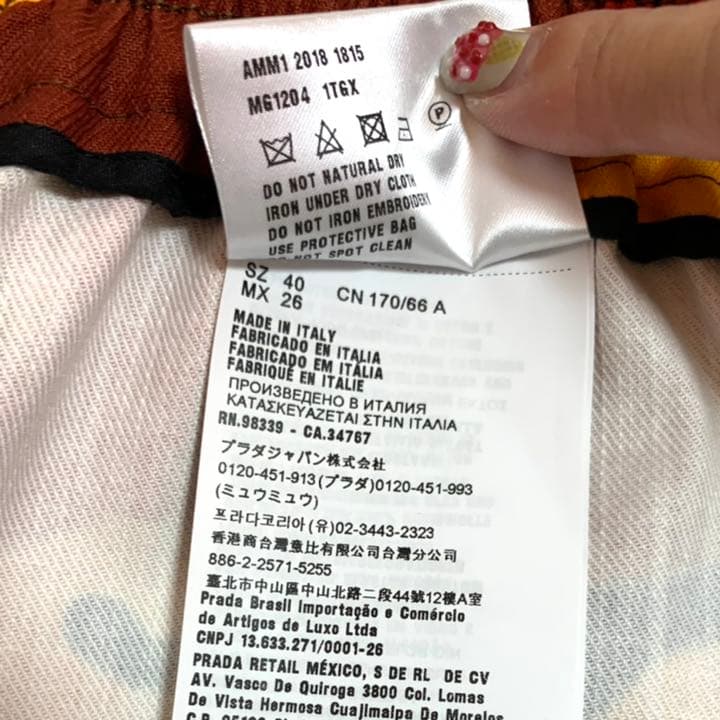 AMM1 2018 1815
MG1204 1TGX
P
DO NOT NATURAL DRY
IRON UNDER DRY CLOTH
DO NOT IRON EMBROIDERY
USE PROTECTIVE BAG
DO NOT SPOT CLEAN
SZ 40
MX 26
CN 170/66 A
MADE IN ITALY
FABRICADO EN ITALIA
FABRICADO EM ITÁLIA
FABRIQUÉ EN ITALIE
ПРОИЗВЕДЕНО В ИТАЛИЯ
ΚΑΤΑΣΚΕΥΑΖΕΤΑΙ ΣΤΗΝ ΙΤΑΛΙΑ
RN.98339 - CA.34767
プラダジャパン株式会社
0120-451-913(プラダ)0120-451-993
(ミュウミュウ)
프라다코리아(유)02-3443-2323
香港商台灣意比有限公司台灣分公司
886-2-2571-5255
臺北市中山區中山北路二段44號12樓A室
Prada Brasil Importação e Comércio
de Artigos de Luxo Ltda
CNPJ 13.633.271/0001-26
PRADA RETAIL MÉXICO, S DE RL DE CV
AV. Vasco De Quiroga 3800 Col. Lomas
De Vista Hermosa Cuajimalpa De Morelos